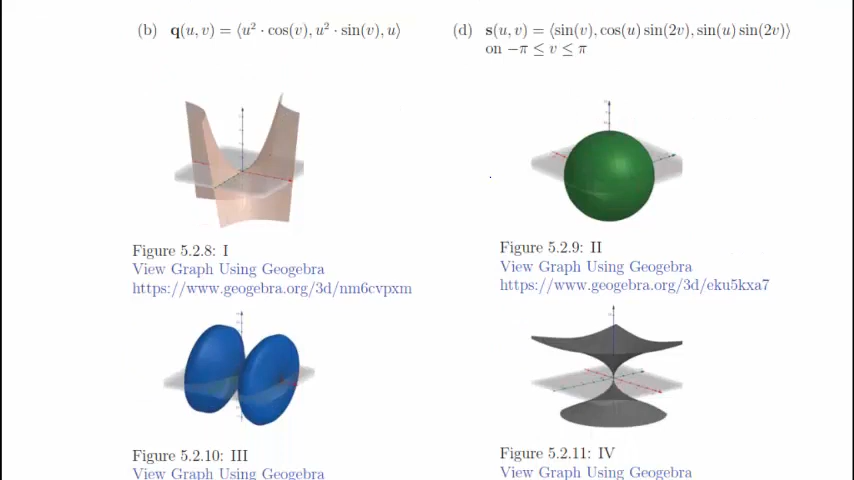 (b) q(u, v) = ⟨u² · cos(v), u² · sin(v), u⟩
(d) s(u, v) = ⟨sin(v), cos(u) sin(2v), sin(u) sin(2v)⟩
on −π ≤ v ≤ π
Figure 5.2.8: I
View Graph Using Geogebra
https://www.geogebra.org/3d/nm6cvpxm
Figure 5.2.9: II
View Graph Using Geogebra
https://www.geogebra.org/3d/eku5kxa7
Figure 5.2.10: III
View Graph Using Geogebra
Figure 5.2.11: IV
View Graph Using Geogebra